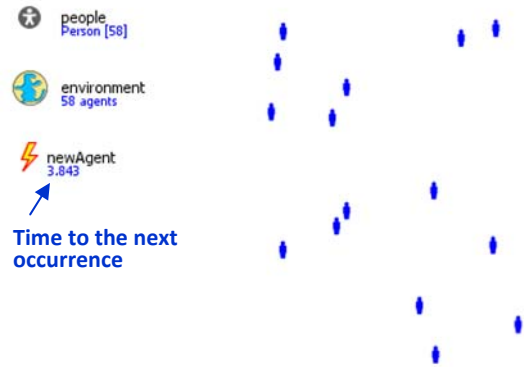 people
Person [58]
environment
58 agents
newAgent
3.843
Time to the next
occurrence